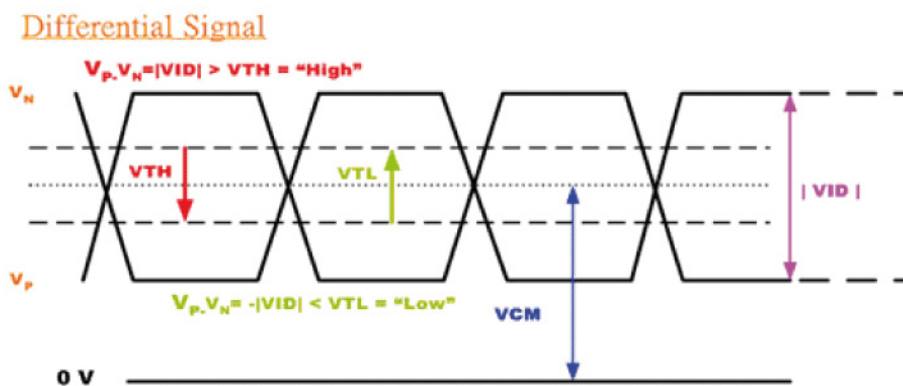 Differential Signal
VP-VN=|VID| > VTH = “High”
VN
VTH
VTL
| VID |
VP
VP-VN= -|VID| < VTL = “Low”
VCM
0 V